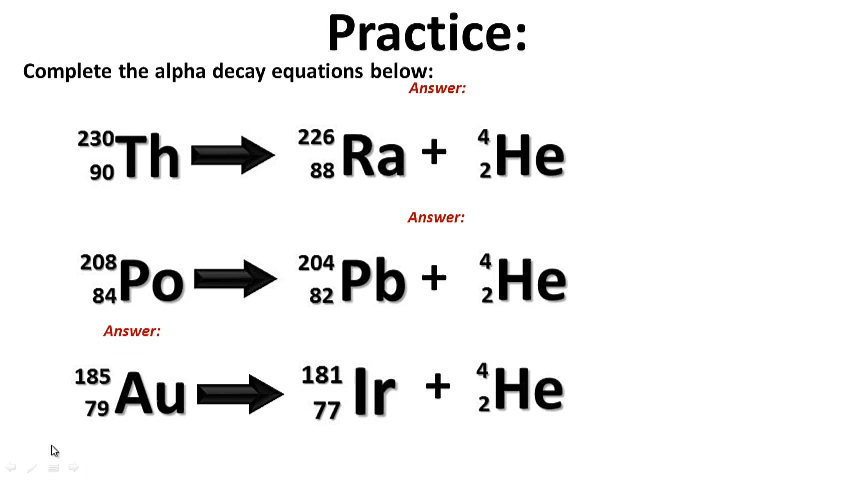 Practice:
Complete the alpha decay equations below:
Answer:
230 90 Th 226 88 Ra + 4 2 He
Answer:
208 84 Po 204 82 Pb + 4 2 He
Answer:
185 79 Au 181 77 Ir + 4 2 He